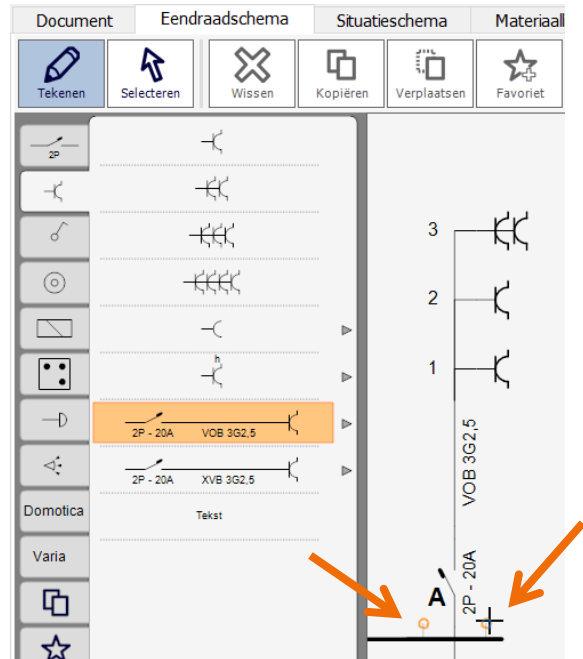 Document Eendraadschema Situatieschema Materiaall
Tekenen Selecteren Wissen Kopiëren Verplaatsen Favoriet
2P
h
2P - 20A VOB 3G2,5
2P - 20A XVB 3G2,5
Tekst
Domotica
Varia
3
2
1
VOB 3G2,5
2P - 20A
A